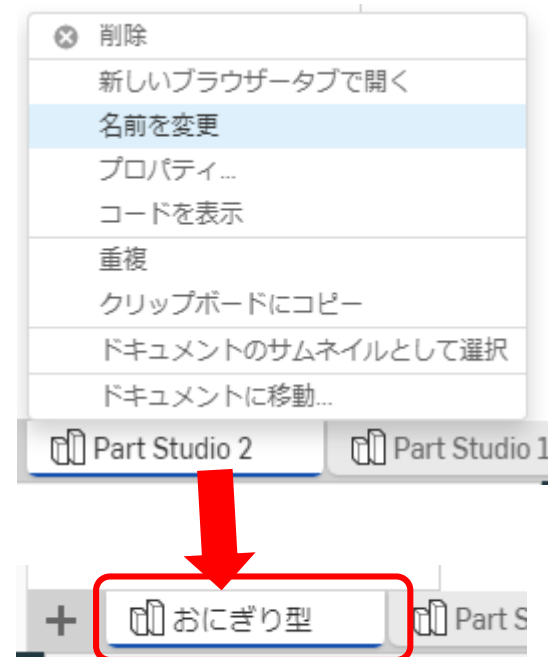 削除
新しいブラウザータブで開く
名前を変更
プロパティ...
コードを表示
重複
クリップボードにコピー
ドキュメントのサムネイルとして選択
ドキュメントに移動...
Part Studio 2 Part Studio 1
+ おにぎり型 Part S